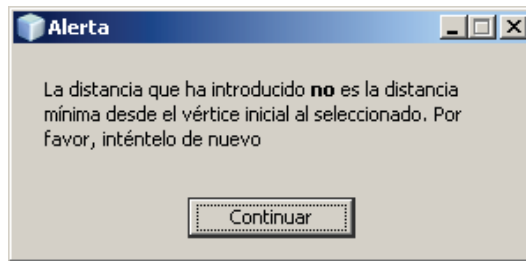 Alerta
La distancia que ha introducido no es la distancia
mínima desde el vértice inicial al seleccionado. Por
favor, inténtelo de nuevo
Continuar